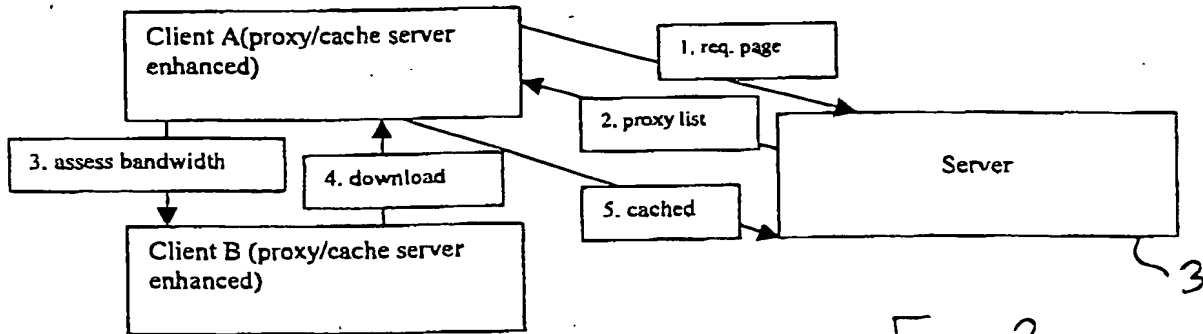 Client A(proxy/cache server
enhanced)
1. req. page
2. proxy list
3. assess bandwidth
4. download
5. cached
Server
Client B (proxy/cache server
enhanced)
3